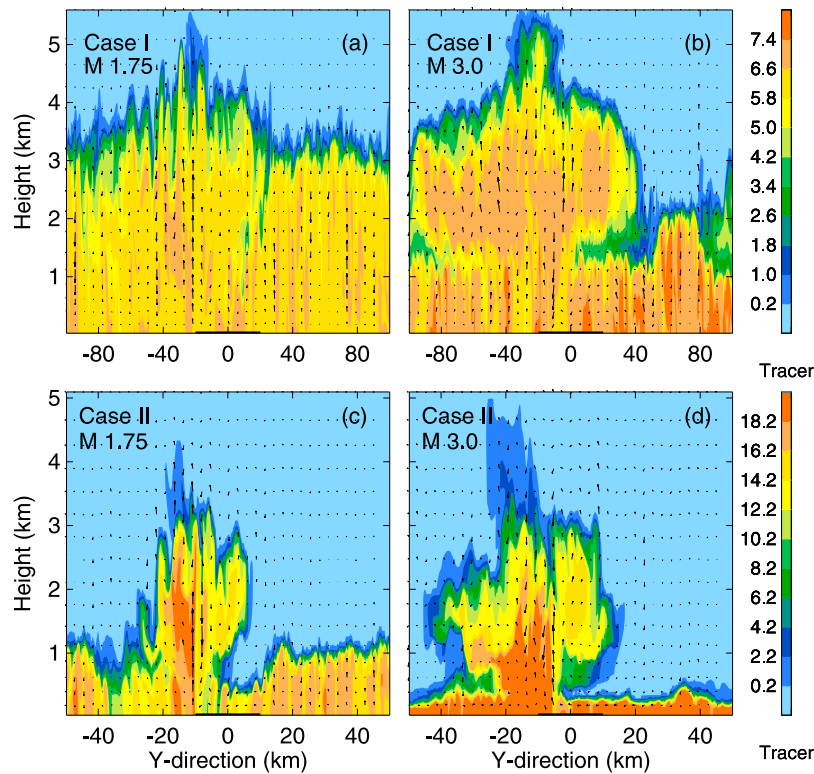 Case I
M 1.75
(a)
Case I
M 3.0
(b)
Height (km)
5
4
3
2
1
-80
-40
0
40
80
-80
-40
0
40
80
7.4
6.6
5.8
5.0
4.2
3.4
2.6
1.8
1.0
0.2
Tracer
Case II
M 1.75
(c)
Case II
M 3.0
(d)
Height (km)
5
4
3
2
1
-40
-20
0
20
km
-40
-20
0
20
km
Y-direction
Y-direction
18.2
16.2
14.2
12.2
10.2
8.2
6.2
4.2
2.2
0.2
Tracer